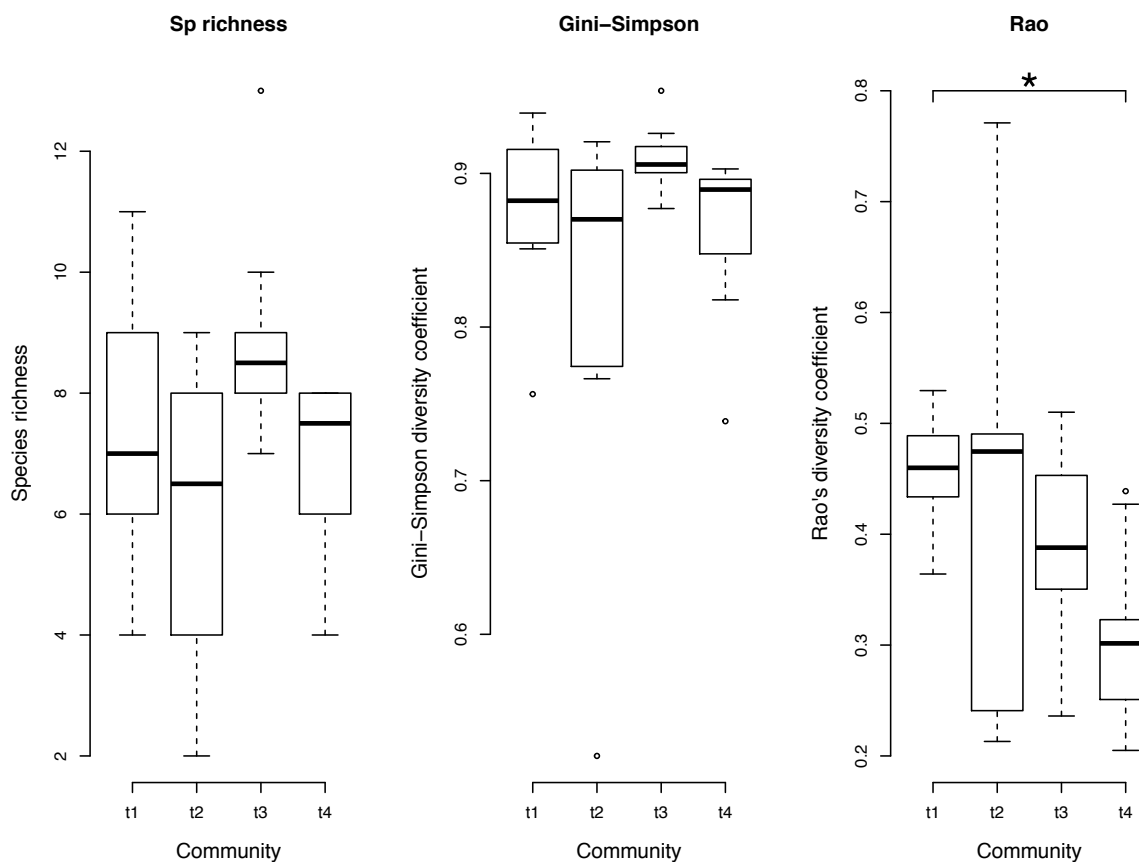 Sp richness
Species richness
12
10
8
6
4
2
t1 t2 t3 t4
Community
Gini−Simpson
Gini−Simpson diversity coefficient
0.9
0.8
0.7
0.6
t1 t2 t3 t4
Community
Rao
*
Rao's diversity coefficient
0.8
0.7
0.6
0.5
0.4
0.3
0.2
t1 t2 t3 t4
Community